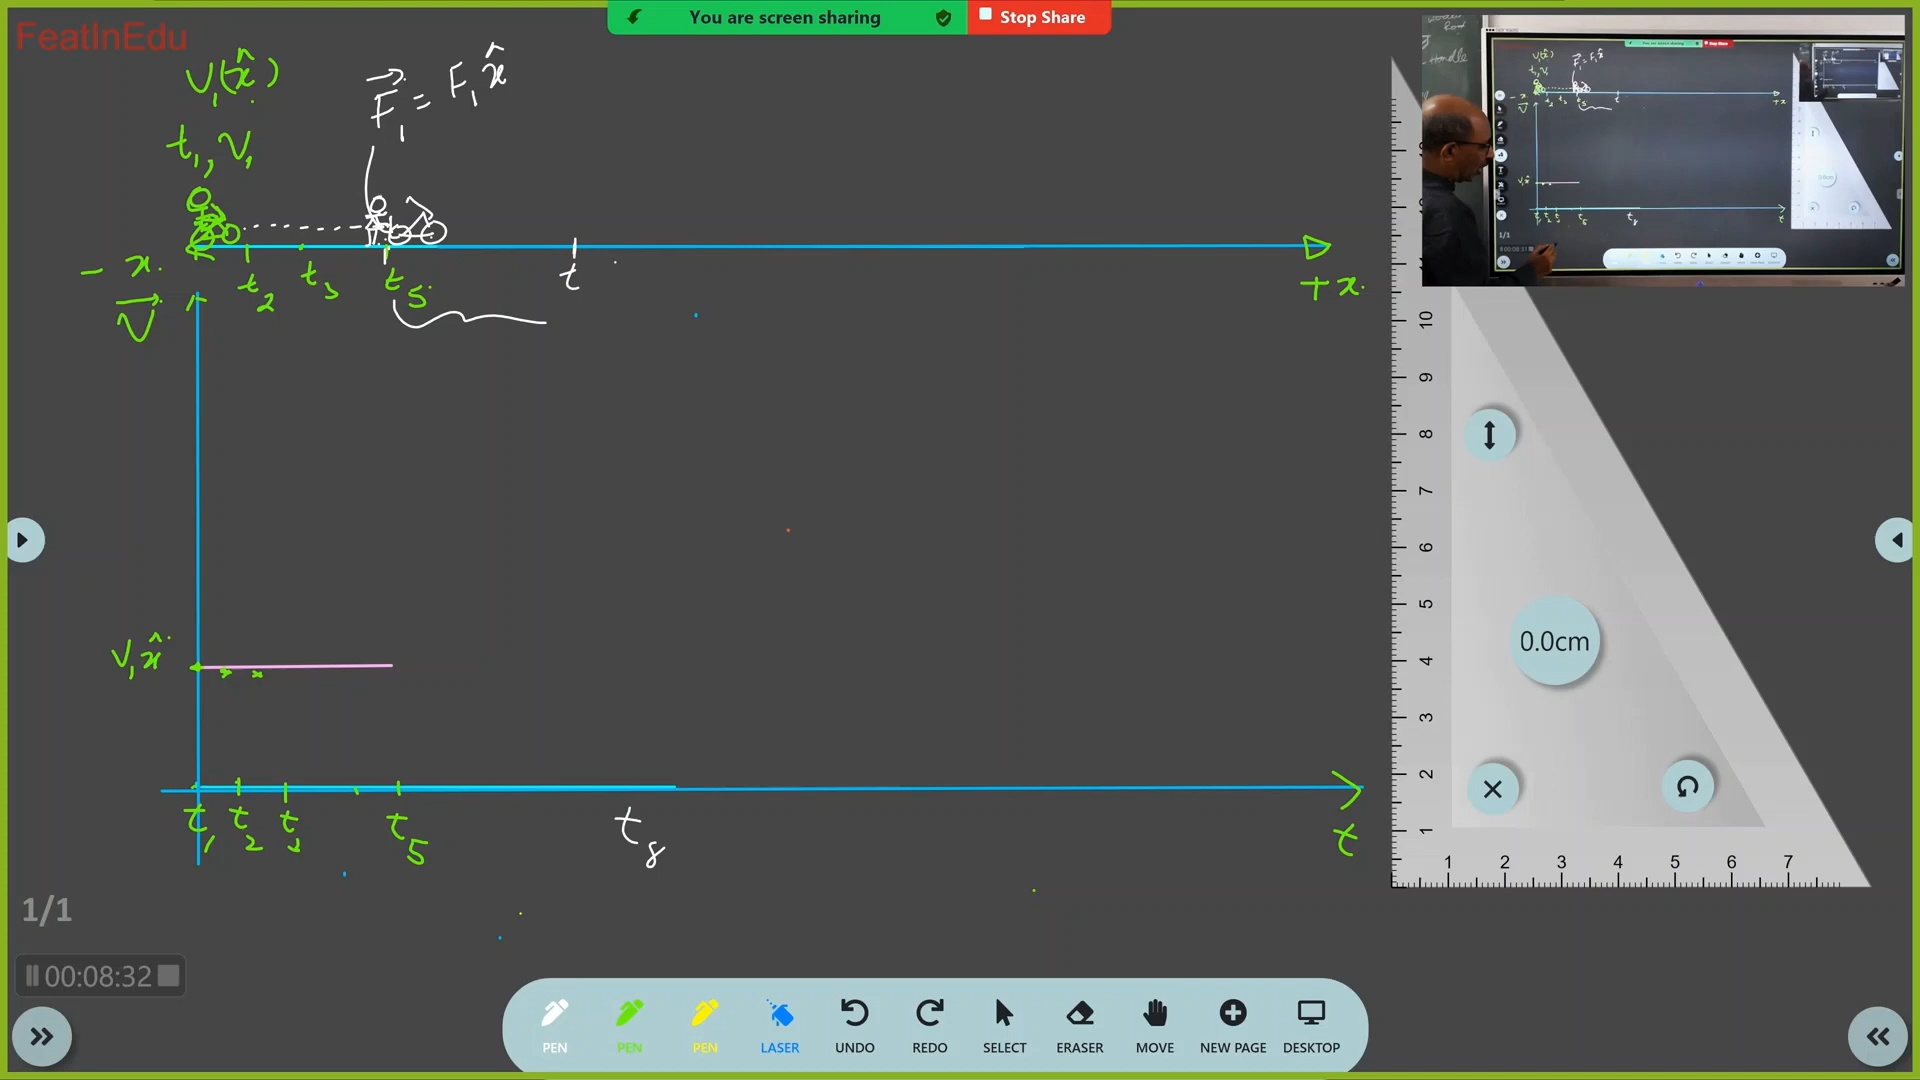 You are screen sharing
Stop Share
FeatInEdu
V₁(x̂)
F⃗₁ = F₁x̂
t₁, V₁
- x
t₂
t₃
t₅
t
+ x
V⃗
V₁x̂
t₁
t₂
t₃
t₅
t₈
t
10
9
8
7
6
5
4
3
2
1
0.0cm
1 2 3 4 5 6 7
1/1
00:08:32
PEN
PEN
PEN
LASER
UNDO
REDO
SELECT
ERASER
MOVE
NEW PAGE
DESKTOP
Handle